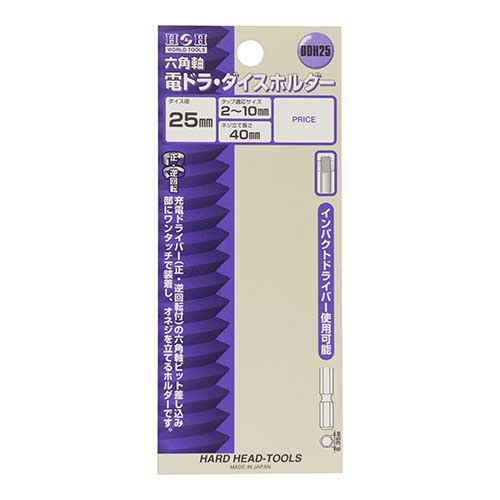 H S H
WORLD TOOLS
DDH25
六角軸
電ドラ・ダイスホルダー
ダイス径
25mm
タップ適応サイズ
2～10mm
ネジ立て長さ
40mm
PRICE
正・逆回転
充電ドライバー(正・逆回転付)の六角軸ビット差し込み
部にワンタッチで装着し、オネジを立てるホルダーです。
インパクトドライバー使用可能
HARD HEAD-TOOLS
MADE IN JAPAN